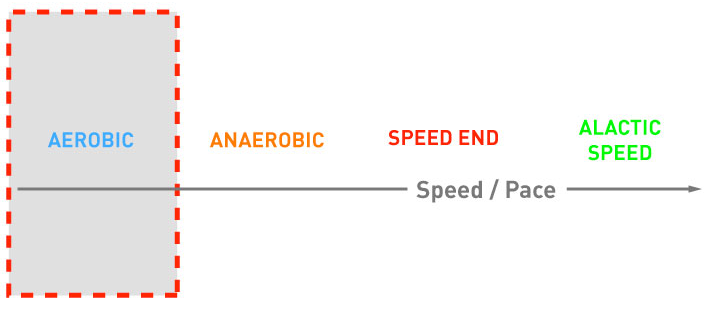 AEROBIC
ANAEROBIC
SPEED END
ALACTIC
SPEED
Speed / Pace